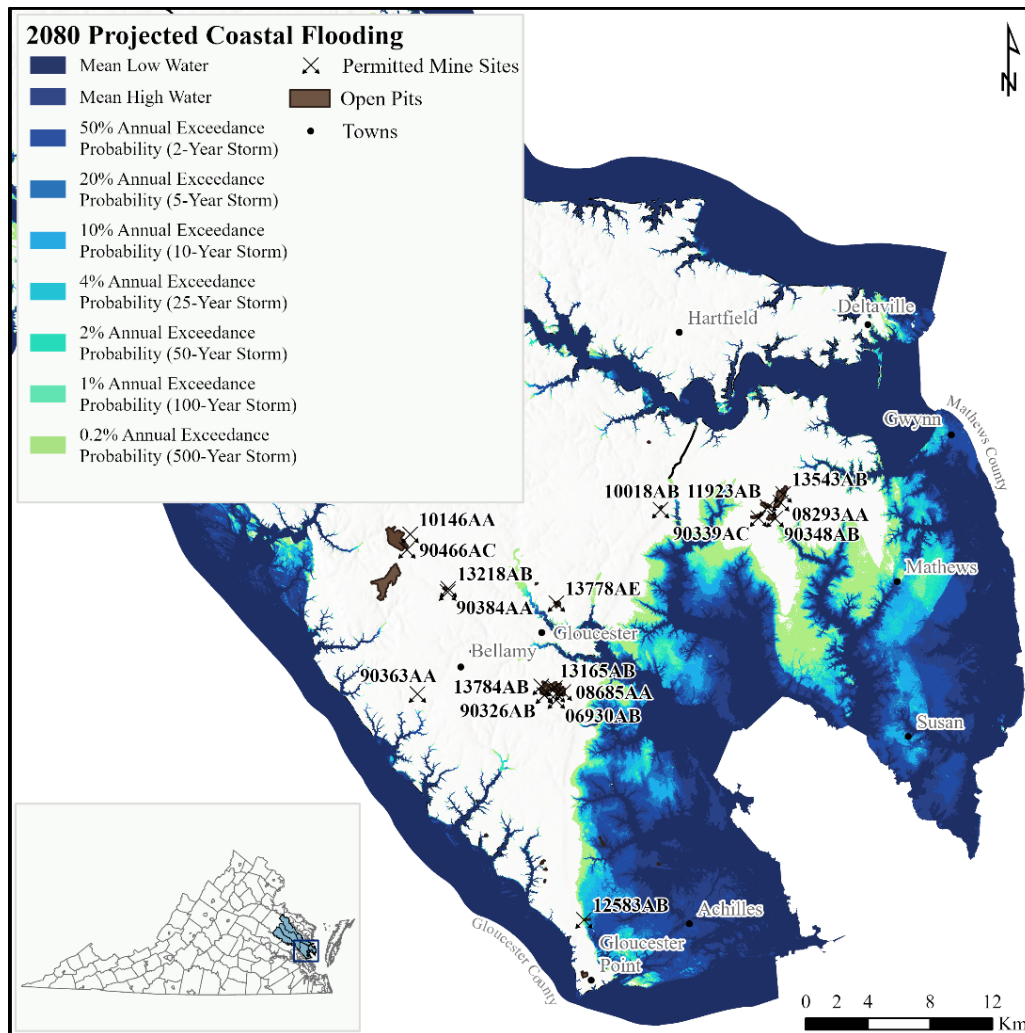 2080 Projected Coastal Flooding
Mean Low Water
Mean High Water
50% Annual Exceedance
Probability (2-Year Storm)
20% Annual Exceedance
Probability (5-Year Storm)
10% Annual Exceedance
Probability (10-Year Storm)
4% Annual Exceedance
Probability (25-Year Storm)
2% Annual Exceedance
Probability (50-Year Storm)
1% Annual Exceedance
Probability (100-Year Storm)
0.2% Annual Exceedance
Probability (500-Year Storm)
Permitted Mine Sites
Open Pits
Towns
N
Hartfield
Deltaville
Gwynn
Mathews County
10018AB
11923AB
13543AB
08293AA
90339AC
90348AB
10146AA
90466AC
13218AB
90384AA
13778AE
Mathews
Gloucester
Bellamy
90363AA
13784AB
13165AB
08685AA
90326AB
06930AB
Susan
12583AB
Achilles
Gloucester
Point
Gloucester County
0 2 4 8 12
Km